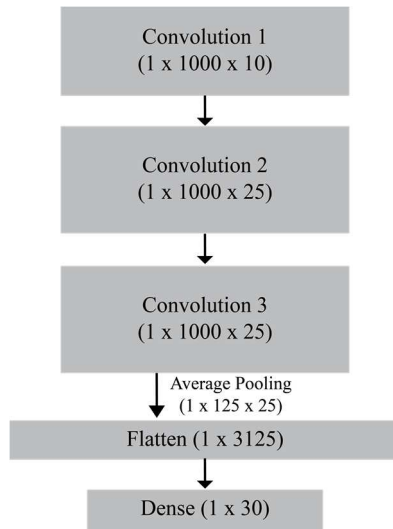 Convolution 1
(1 x 1000 x 10)
Convolution 2
(1 x 1000 x 25)
Convolution 3
(1 x 1000 x 25)
Average Pooling
(1 x 125 x 25)
Flatten (1 x 3125)
Dense (1 x 30)